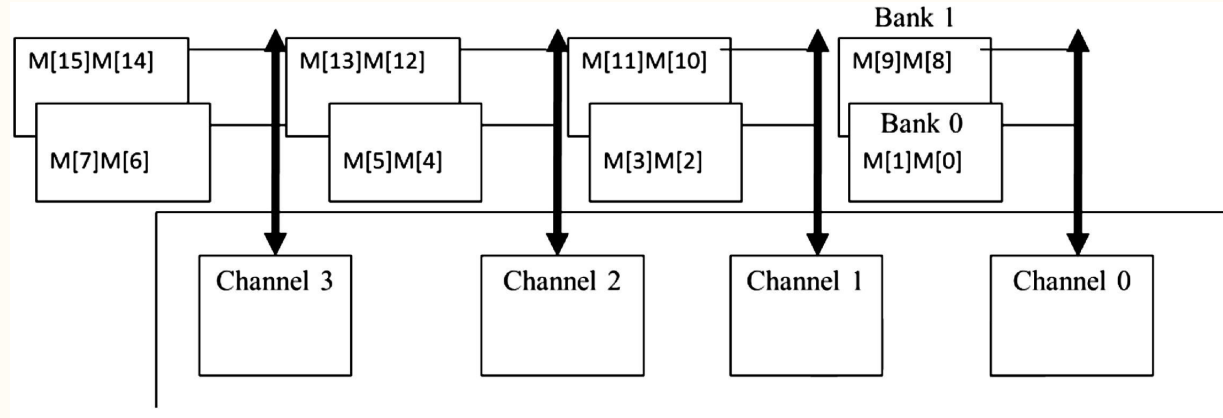 Bank 1
M[15]M[14]
M[13]M[12]
M[11]M[10]
M[9]M[8]
Bank 0
M[7]M[6]
M[5]M[4]
M[3]M[2]
M[1]M[0]
Channel 3
Channel 2
Channel 1
Channel 0